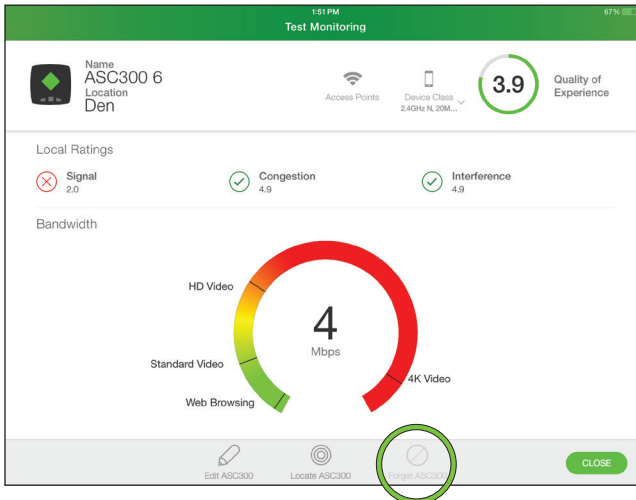 1:51 PM
67%
Test Monitoring
Name
ASC300 6
Location
Den
Access Points
Device Class
2.4GHz N, 20M...
3.9
Quality of
Experience
Local Ratings
Signal
2.0
Congestion
4.9
Interference
4.9
Bandwidth
HD Video
4
Mbps
Standard Video
4K Video
Web Browsing
Edit ASC300
Locate ASC300
Forget ASC300
CLOSE